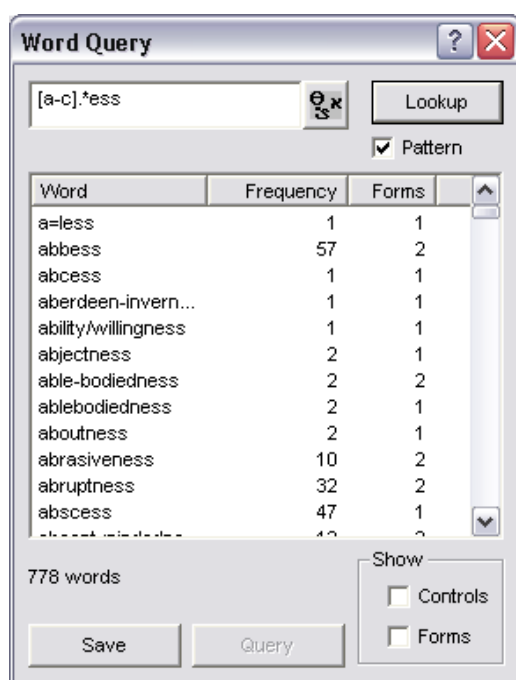 Word Query
[a-c].*ess
Lookup
Pattern
Word Frequency Forms
a=less 1 1
abbess 57 2
abcess 1 1
aberdeen-invern... 1 1
ability/willingness 1 1
abjectness 2 1
able-bodiedness 2 2
ablebodiedness 2 1
aboutness 2 1
abrasiveness 10 2
abruptness 32 2
abscess 47 1
778 words
Show
Controls
Forms
Save Query